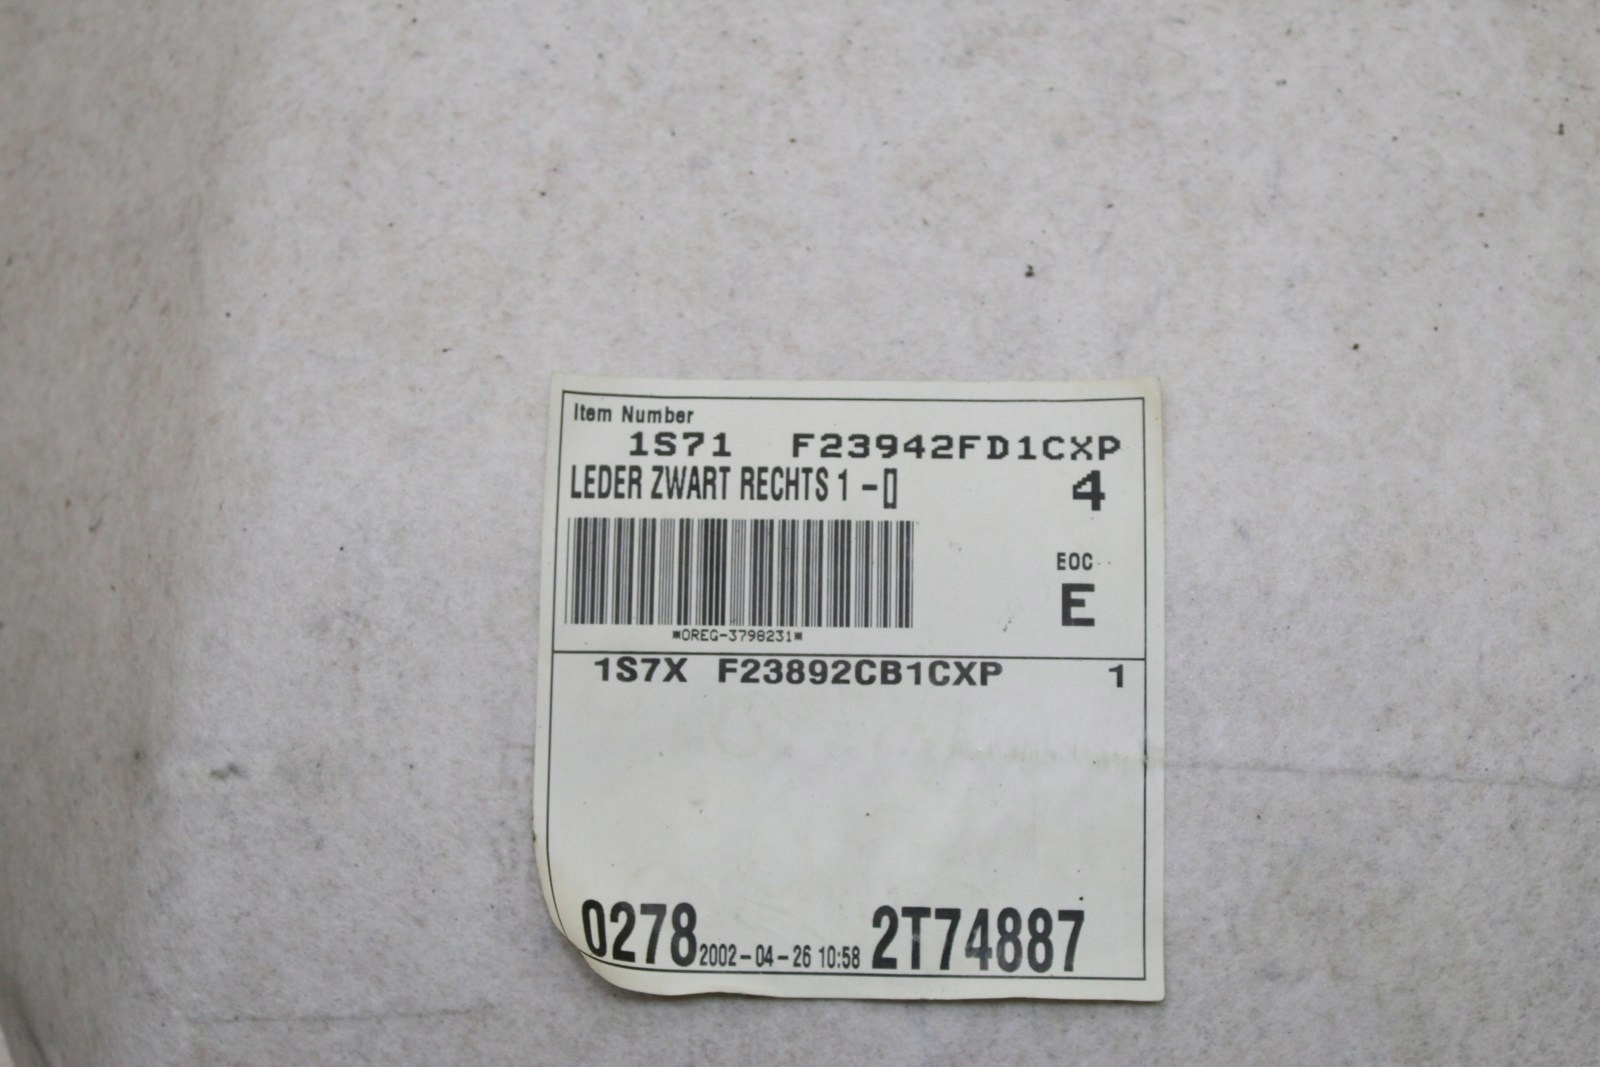 Item Number
1S71 F23942FD1CXP
LEDER ZWART RECHTS 1 -▯ 4
EOC
E
*OREG-3798231*
1S7X F23892CB1CXP 1
0278 2002-04-26 10:58 2T74887